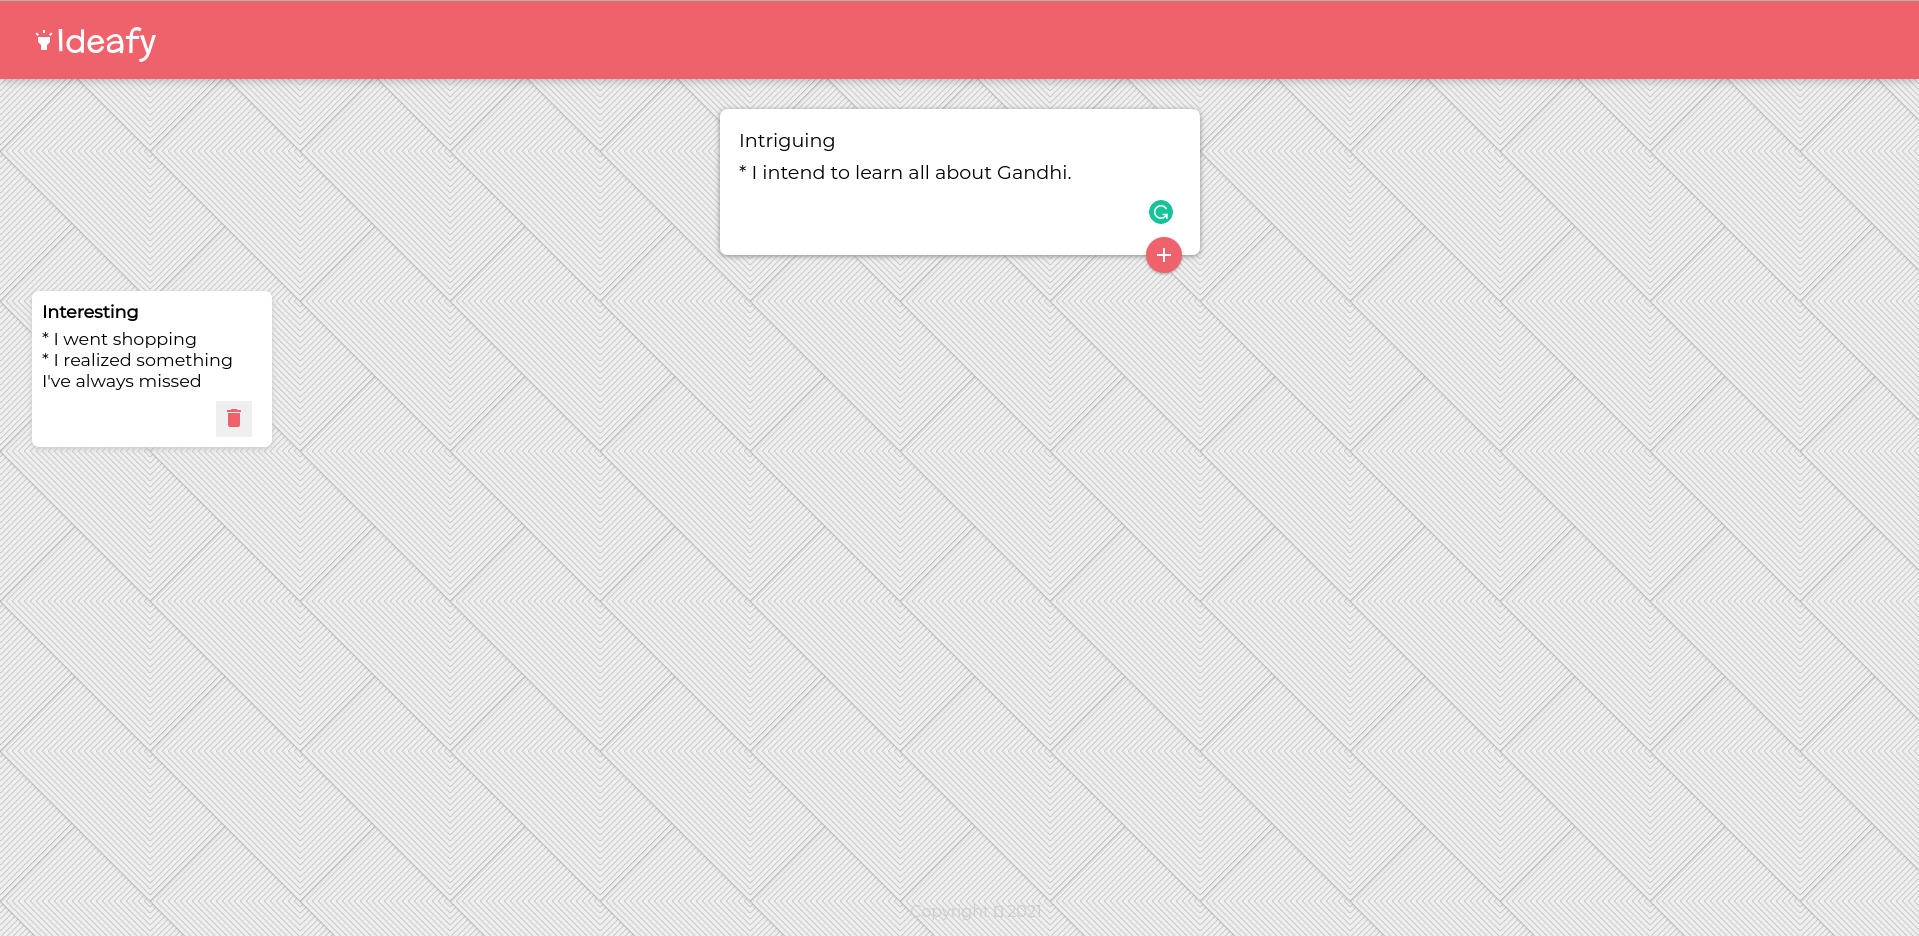 Ideafy
Intriguing
* I intend to learn all about Gandhi.
Interesting
* I went shopping
* I realized something
I've always missed
Copyright 2021